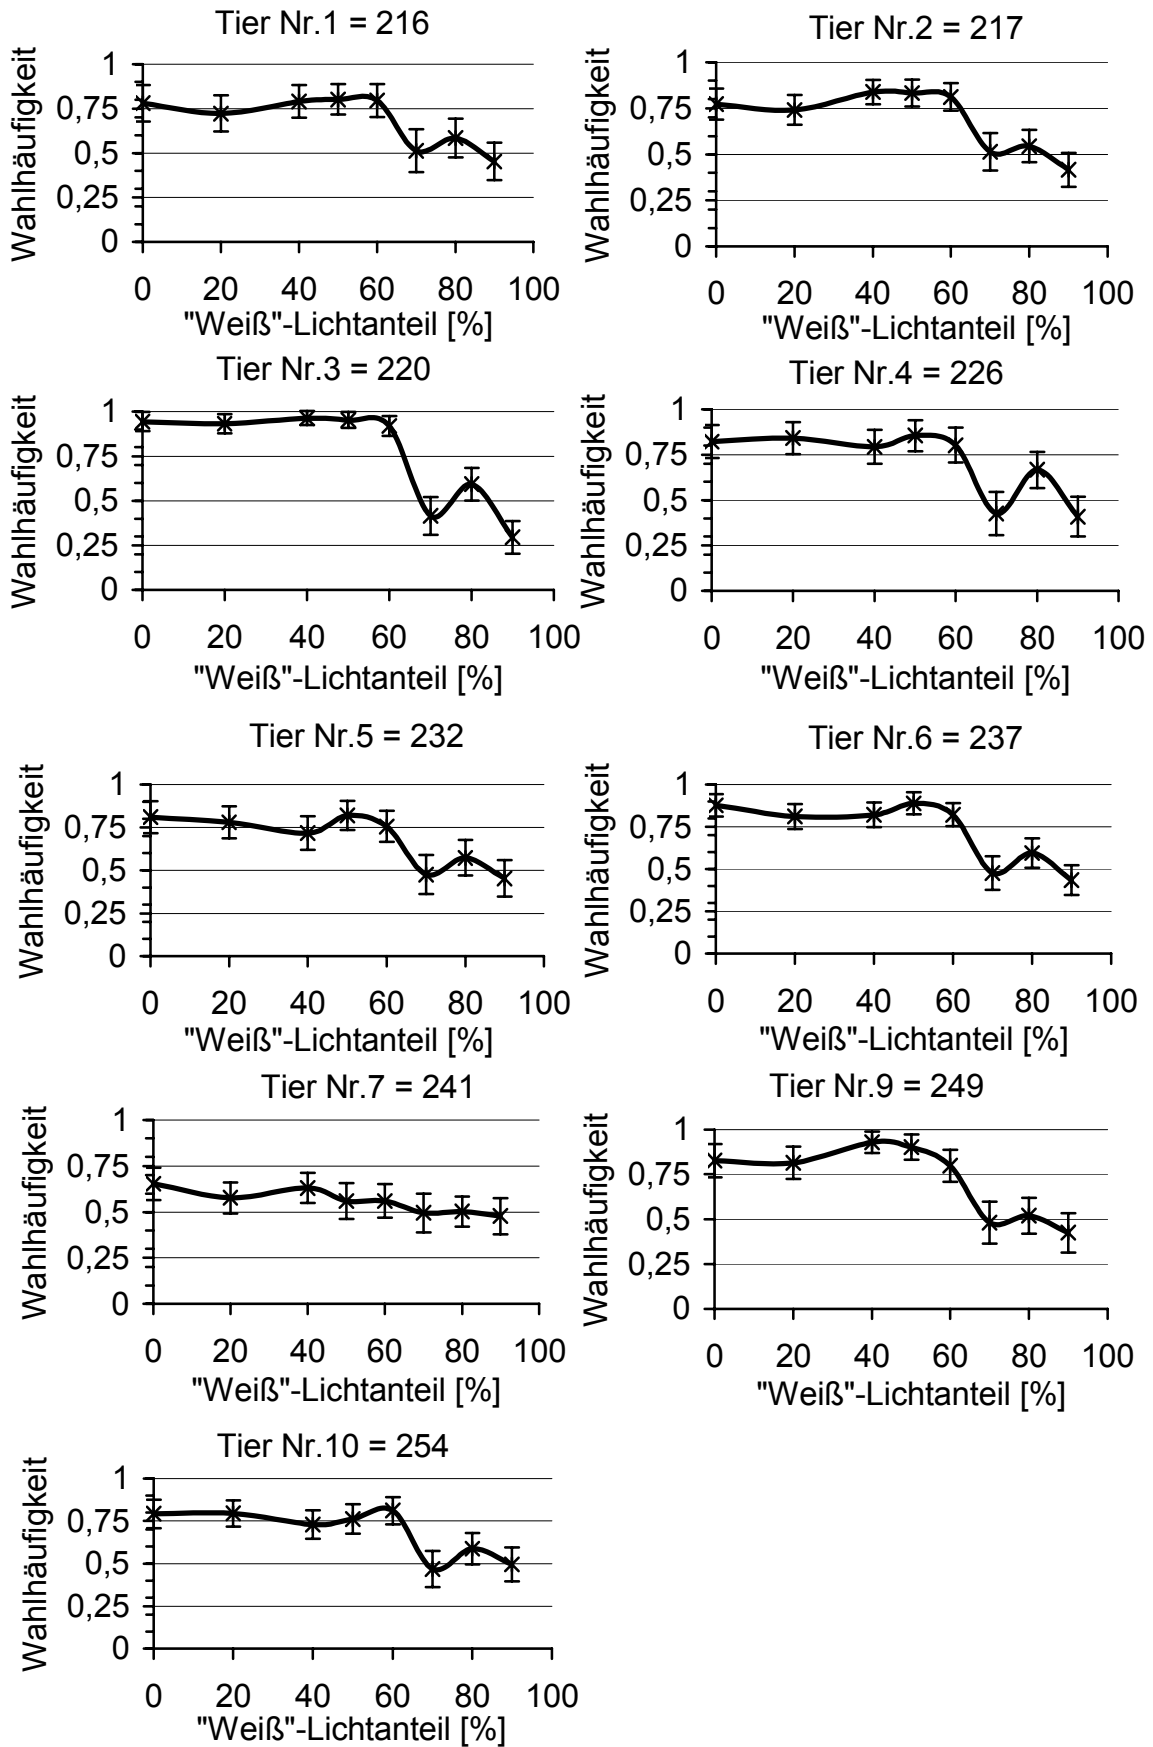 Tier Nr.1 = 216
Wahlhäufigkeit
1
0,75
0,5
0,25
0
0 20 40 60 80 100
"Weiß"-Lichtanteil [%]
Tier Nr.2 = 217
Wahlhäufigkeit
1
0,75
0,5
0,25
0
0 20 40 60 80 100
"Weiß"-Lichtanteil [%]
Tier Nr.3 = 220
Wahlhäufigkeit
1
0,75
0,5
0,25
0
0 20 40 60 80 100
"Weiß"-Lichtanteil [%]
Tier Nr.4 = 226
Wahlhäufigkeit
1
0,75
0,5
0,25
0
0 20 40 60 80 100
"Weiß"-Lichtanteil [%]
Tier Nr.5 = 232
Wahlhäufigkeit
1
0,75
0,5
0,25
0
0 20 40 60 80 100
"Weiß"-Lichtanteil [%]
Tier Nr.6 = 237
Wahlhäufigkeit
1
0,75
0,5
0,25
0
0 20 40 60 80 100
"Weiß"-Lichtanteil [%]
Tier Nr.7 = 241
Wahlhäufigkeit
1
0,75
0,5
0,25
0
0 20 40 60 80 100
"Weiß"-Lichtanteil [%]
Tier Nr.9 = 249
Wahlhäufigkeit
1
0,75
0,5
0,25
0
0 20 40 60 80 100
"Weiß"-Lichtanteil [%]
Tier Nr.10 = 254
Wahlhäufigkeit
1
0,75
0,5
0,25
0
0 20 40 60 80 100
"Weiß"-Lichtanteil [%]